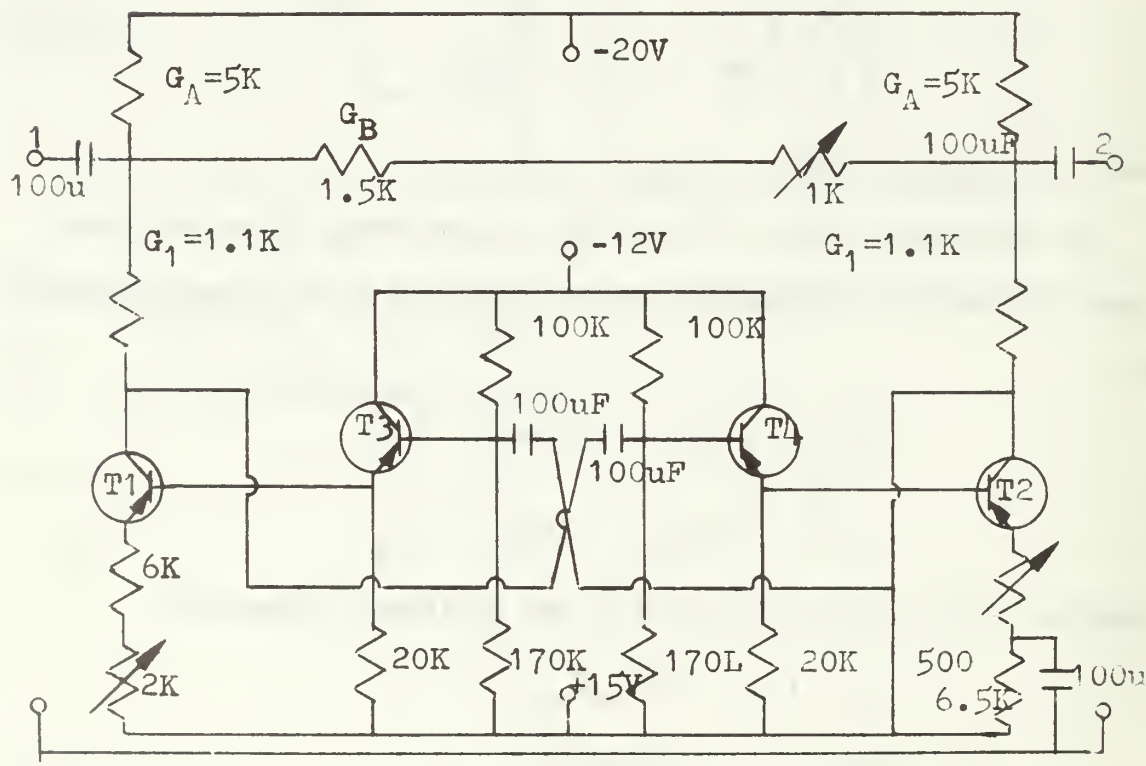 -20V
G_A=5K
G_A=5K
G_B
1
100uF
2
100u
1.5K
1K
-12V
G_1=1.1K
G_1=1.1K
100K
100K
100uF
T3
T4
100uF
T1
T2
6K
20K
170K
170L
20K
500
100u
2K
+15V
6.5K